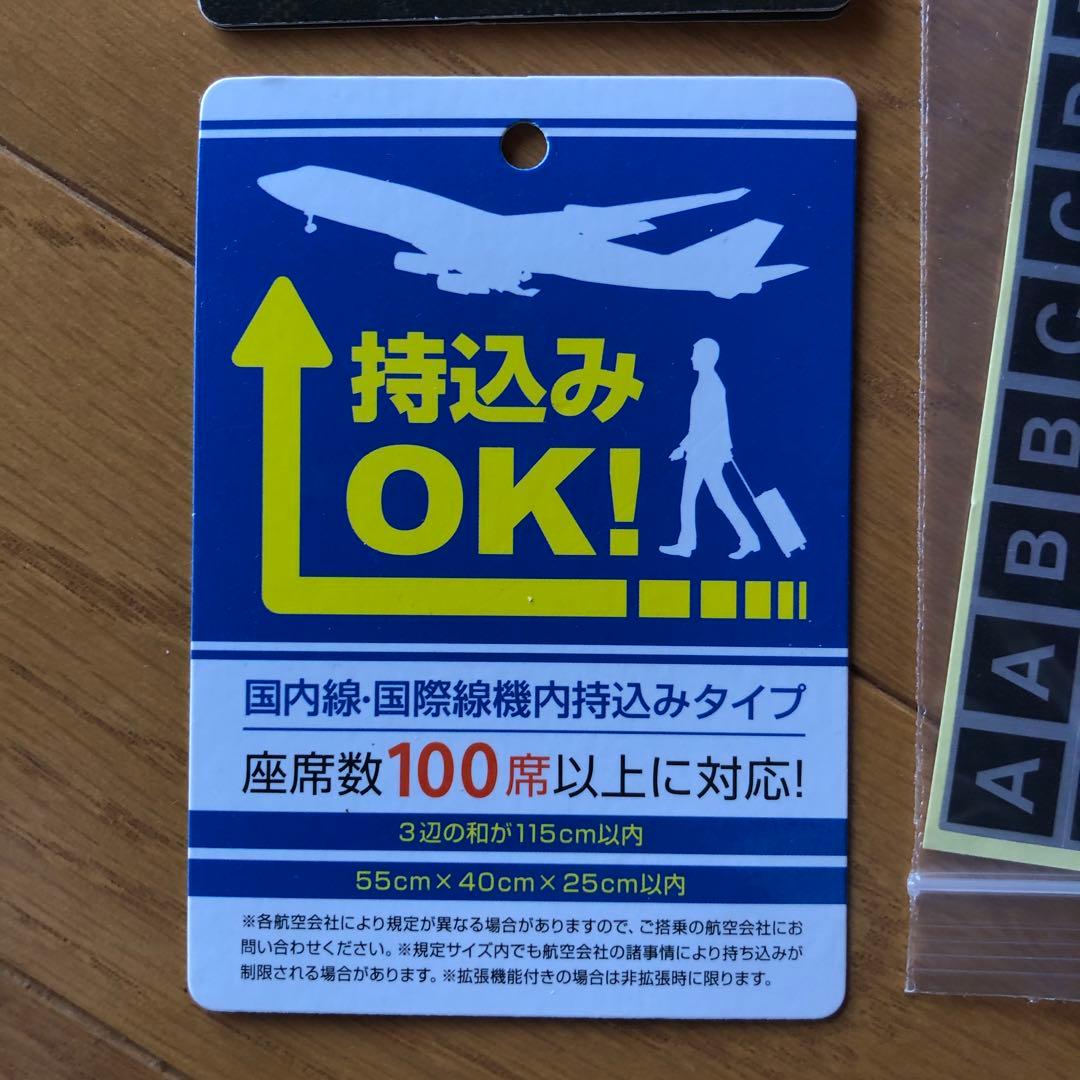 持込み
OK!
国内線・国際線機内持込みタイプ
座席数100席以上に対応!
3辺の和が115cm以内
55cm×40cm×25cm以内
※各航空会社により規定が異なる場合がありますので、ご搭乗の航空会社にお
問い合わせください。※規定サイズ内でも航空会社の諸事情により持ち込みが
制限される場合があります。※拡張機能付きの場合は非拡張時に限ります。
A A B B C C
A